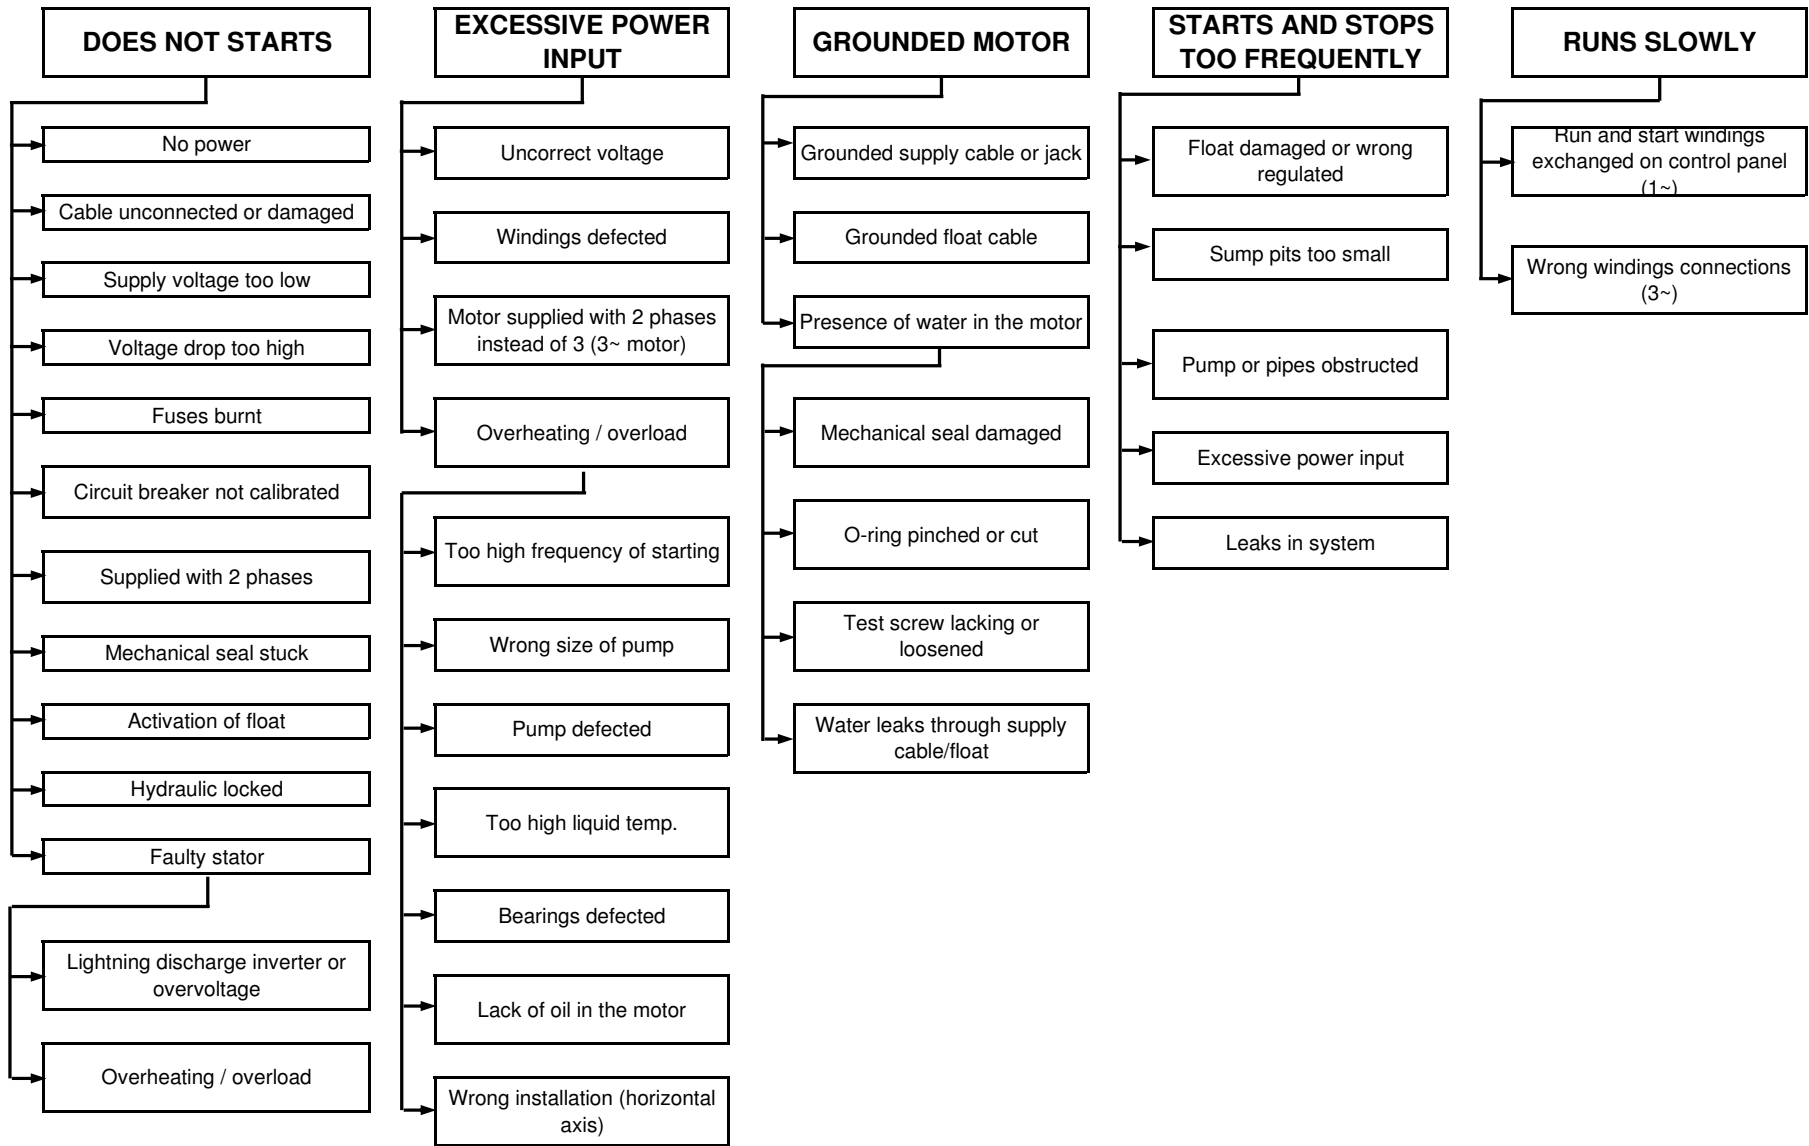 DOES NOT STARTS
No power
Cable unconnected or damaged
Supply voltage too low
Voltage drop too high
Fuses burnt
Circuit breaker not calibrated
Supplied with 2 phases
Mechanical seal stuck
Activation of float
Hydraulic locked
Faulty stator
Lightning discharge inverter or
overvoltage
Overheating / overload
EXCESSIVE POWER
INPUT
Uncorrect voltage
Windings defected
Motor supplied with 2 phases
instead of 3 (3~ motor)
Overheating / overload
Too high frequency of starting
Wrong size of pump
Pump defected
Too high liquid temp.
Bearings defected
Lack of oil in the motor
Wrong installation (horizontal
axis)
GROUNDED MOTOR
Grounded supply cable or jack
Grounded float cable
Presence of water in the motor
Mechanical seal damaged
O-ring pinched or cut
Test screw lacking or
loosened
Water leaks through supply
cable/float
STARTS AND STOPS
TOO FREQUENTLY
Float damaged or wrong
regulated
Sump pits too small
Pump or pipes obstructed
Excessive power input
Leaks in system
RUNS SLOWLY
Run and start windings
exchanged on control panel
(1~)
Wrong windings connections
(3~)